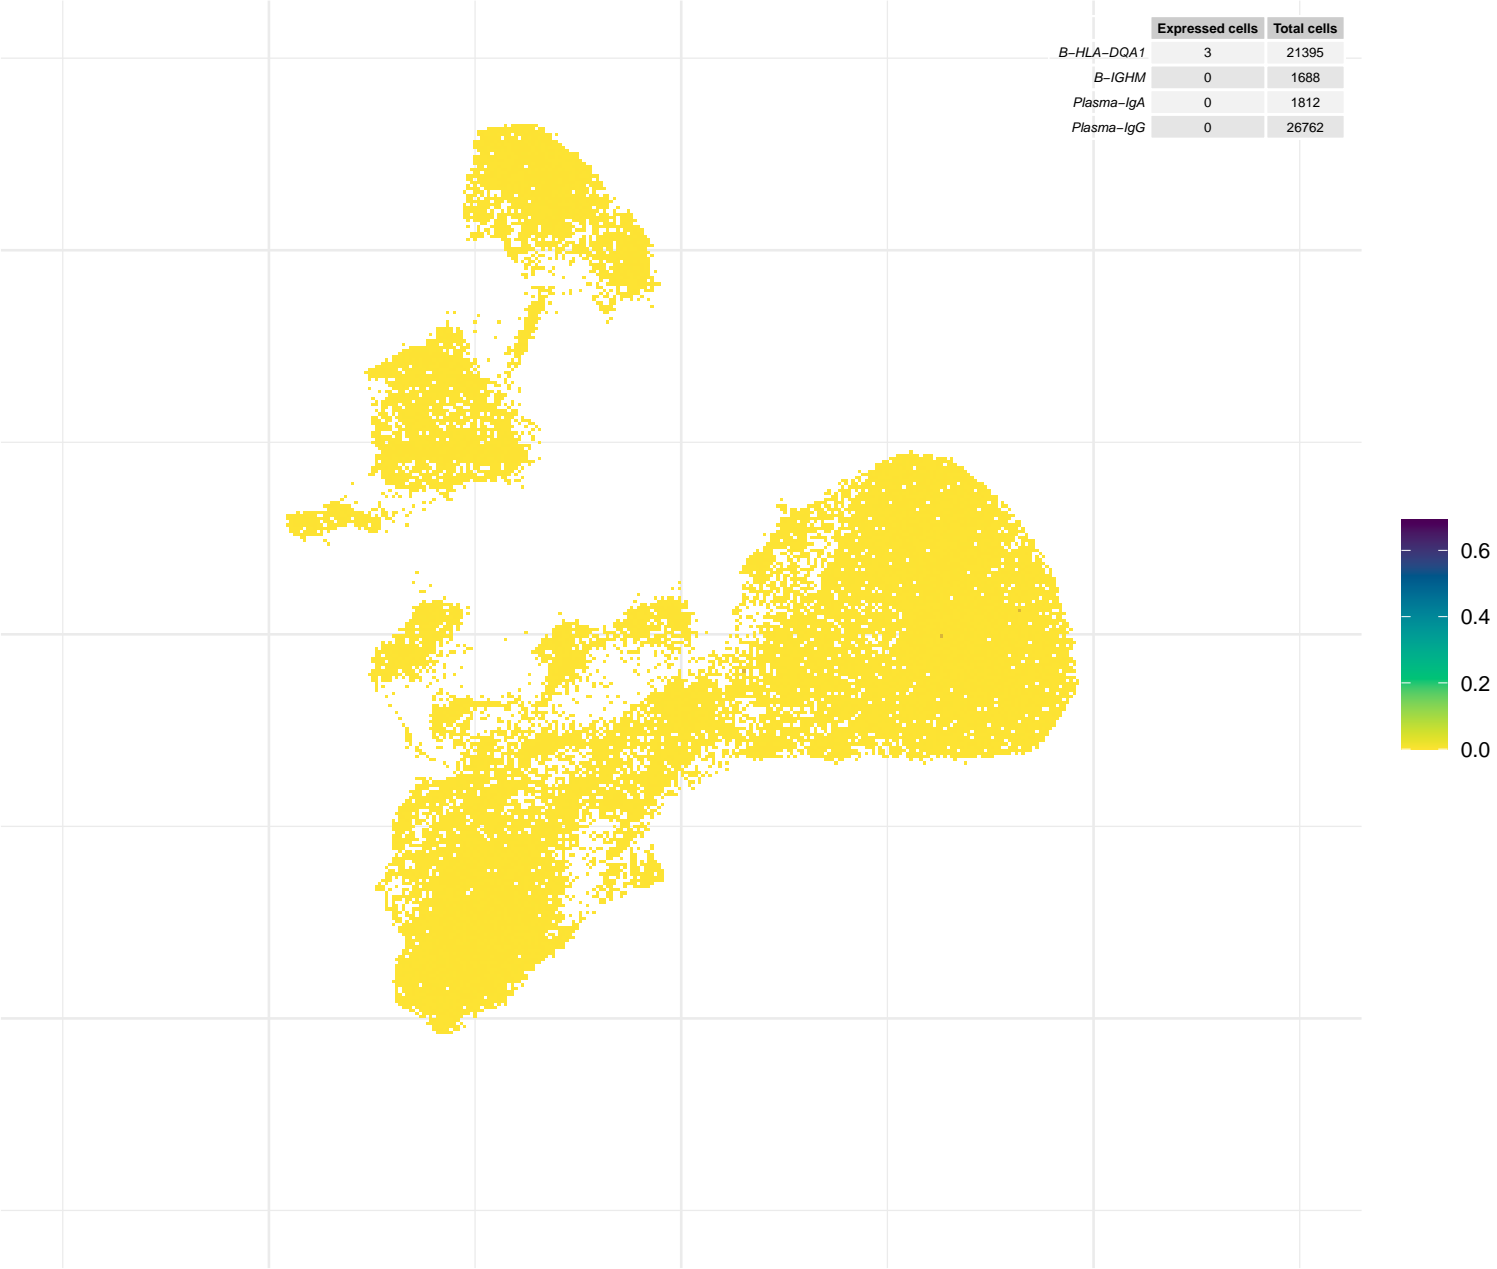 Expressed cells Total cells
B−HLA−DQA1 3 21395
B−IGHM 0 1688
Plasma−IgA 0 1812
Plasma−IgG 0 26762
0.6
0.4
0.2
0.0